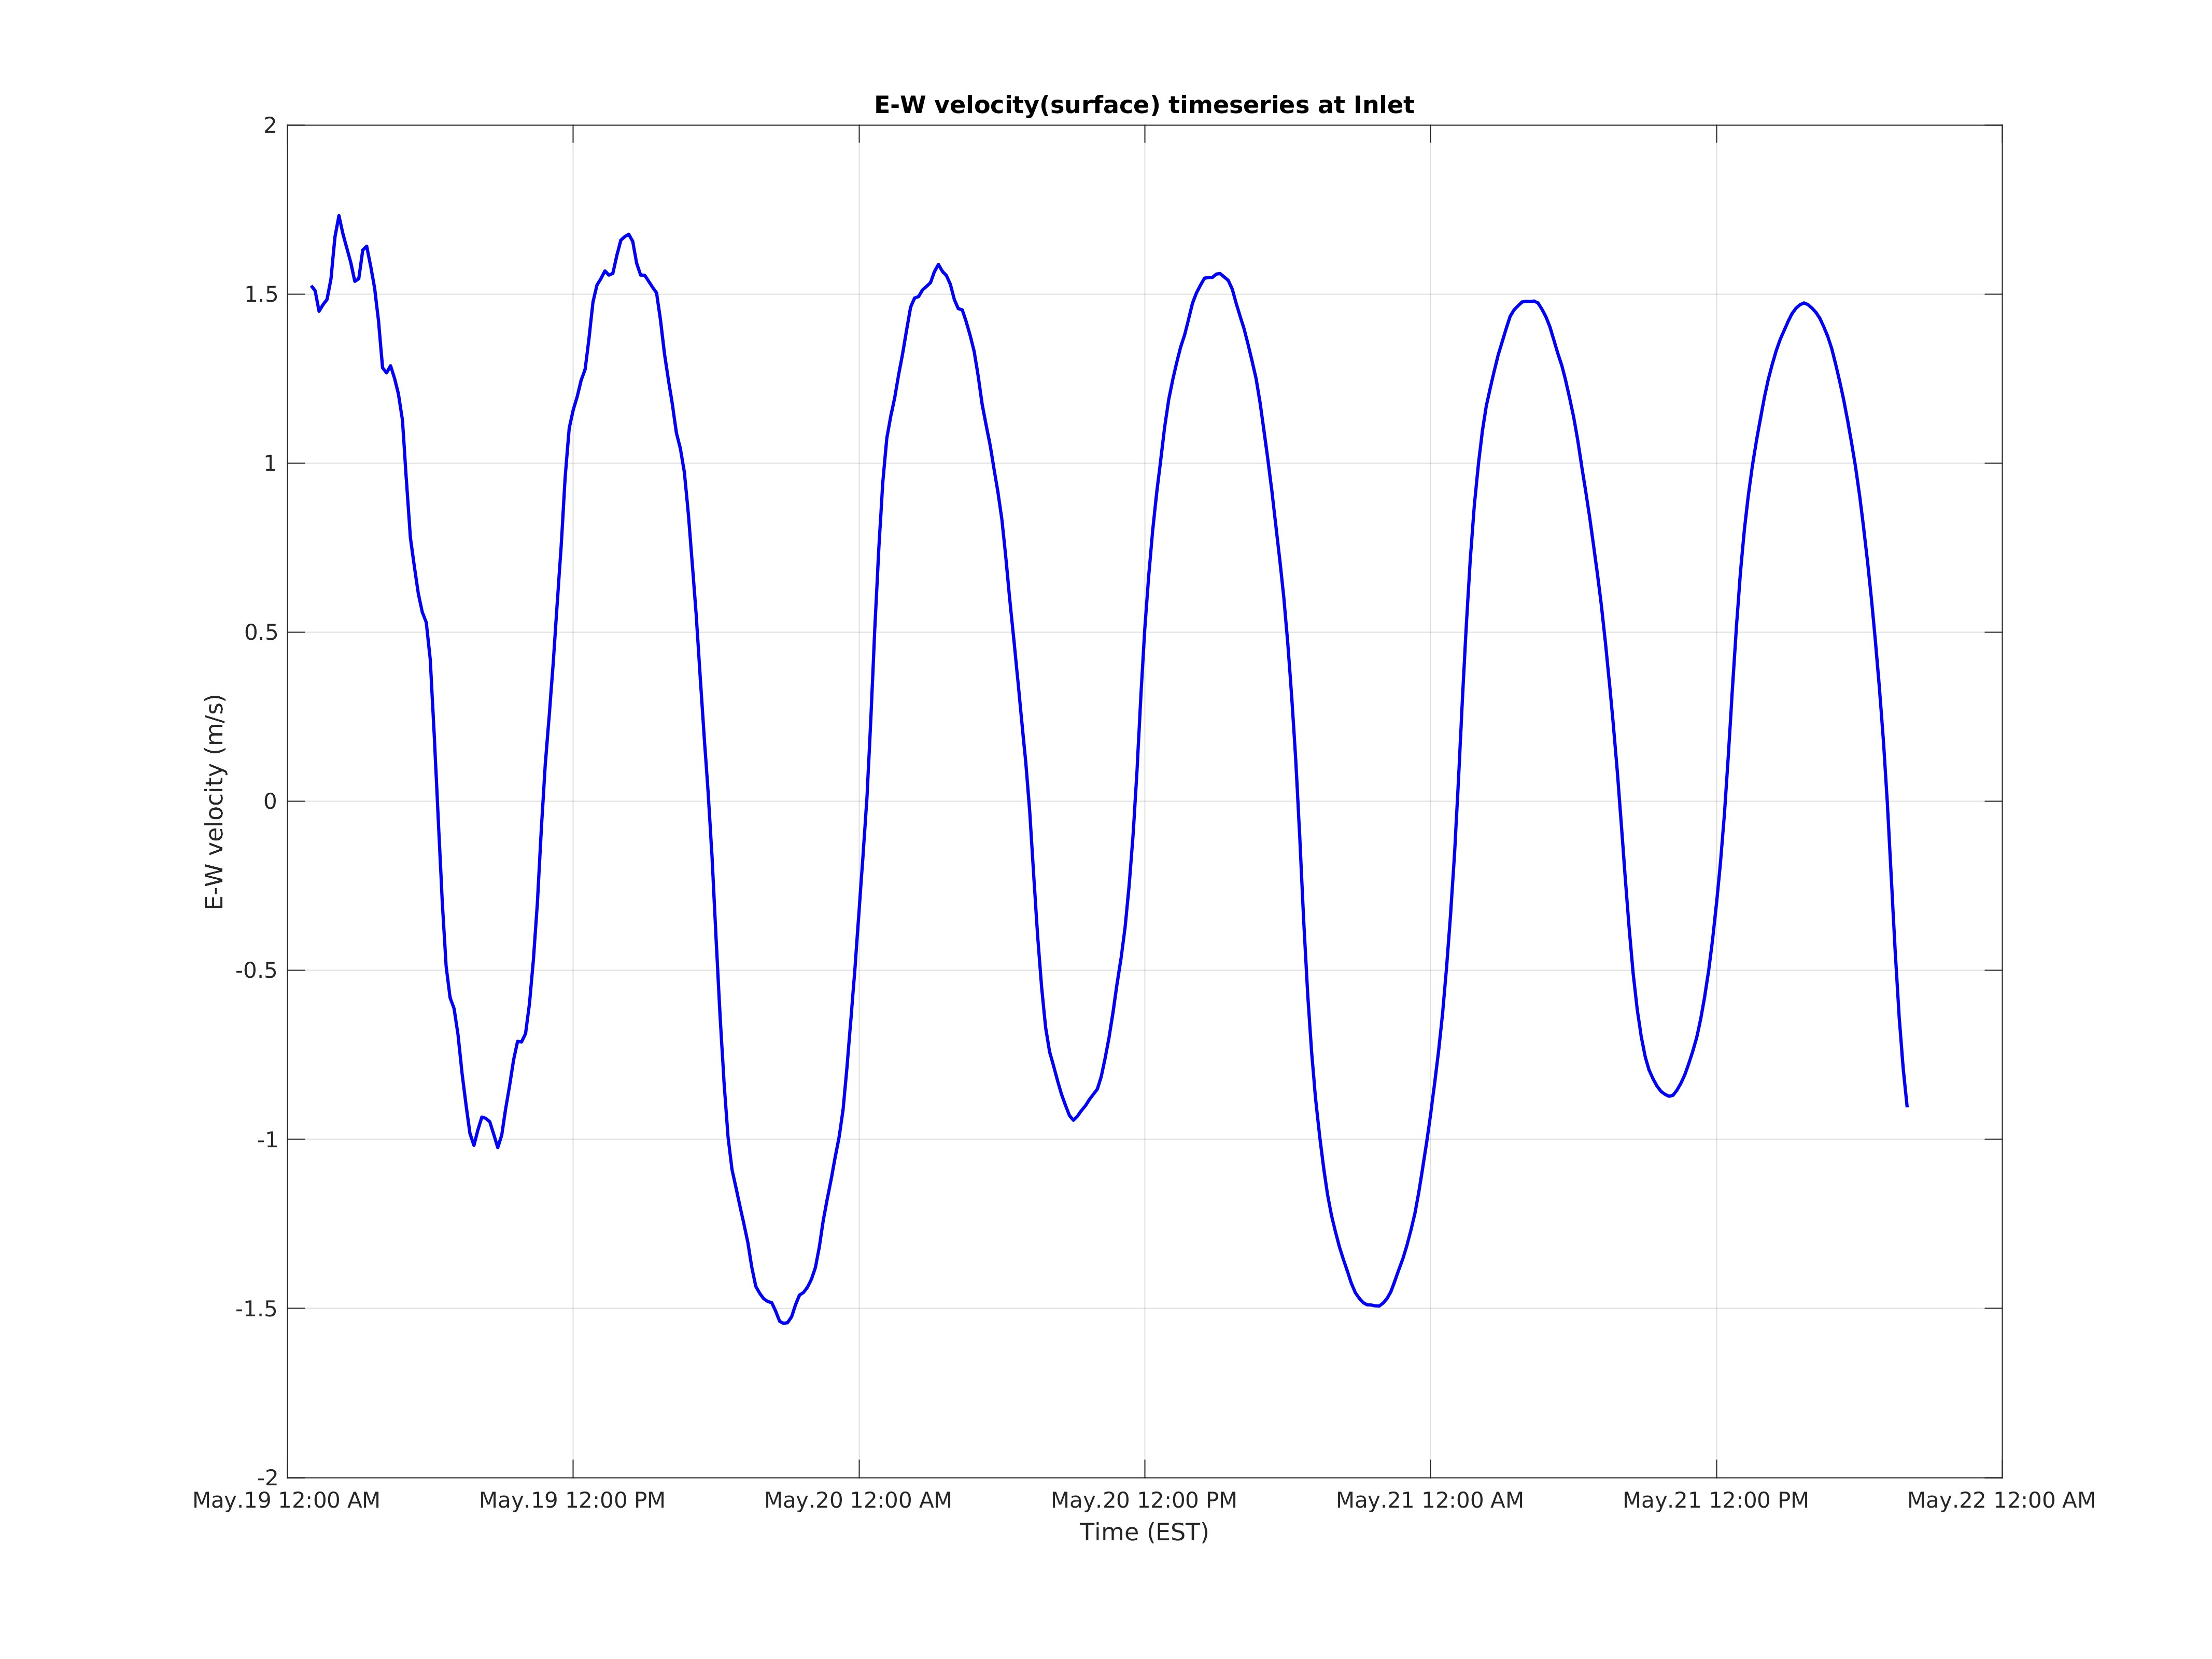 E-W velocity(surface) timeseries at Inlet
2
1.5
1
0.5
0
-0.5
-1
-1.5
-2
E-W velocity (m/s)
May.19 12:00 AM May.19 12:00 PM May.20 12:00 AM May.20 12:00 PM May.21 12:00 AM May.21 12:00 PM May.22 12:00 AM
Time (EST)